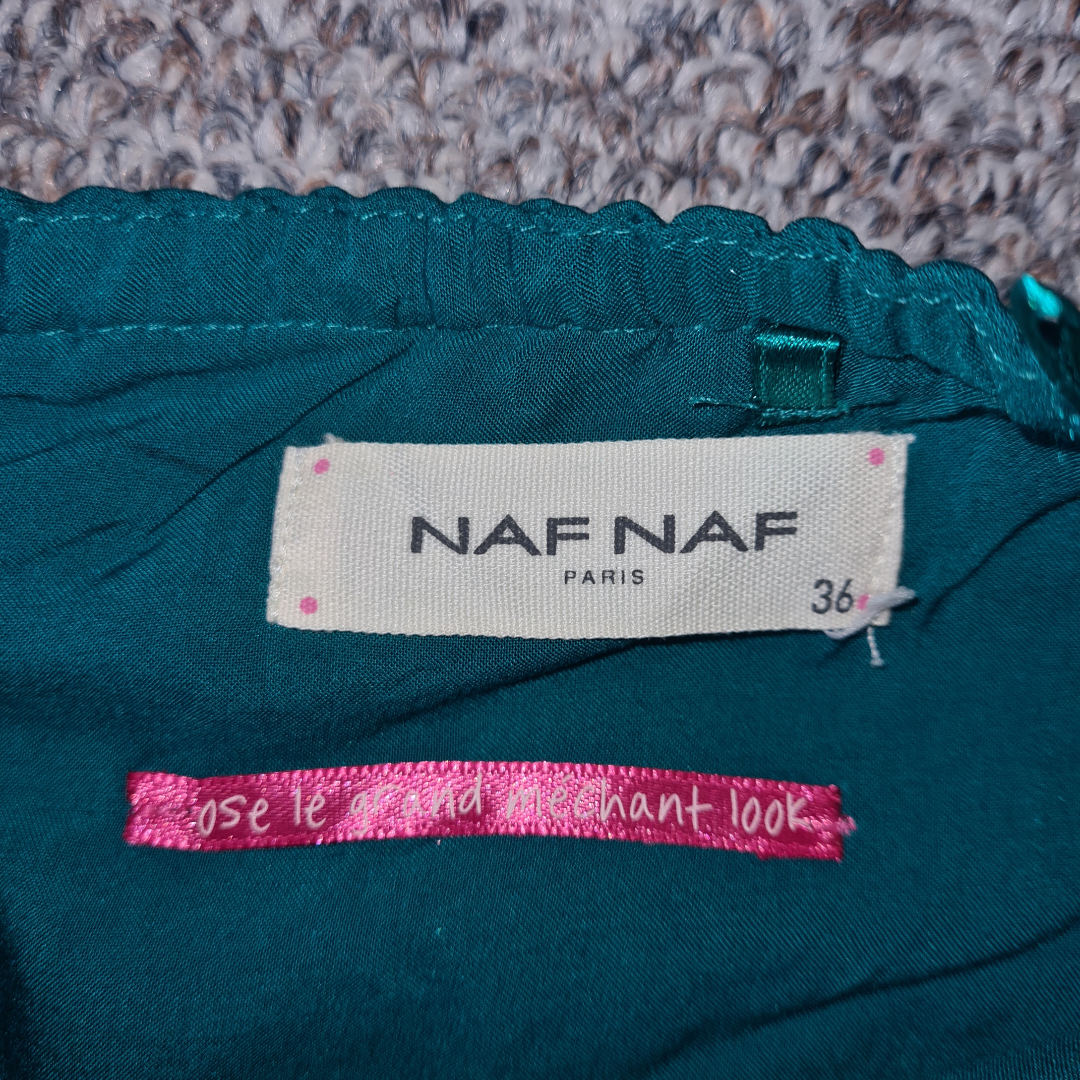 NAF NAF
PARIS
36
ose le grand méchant look